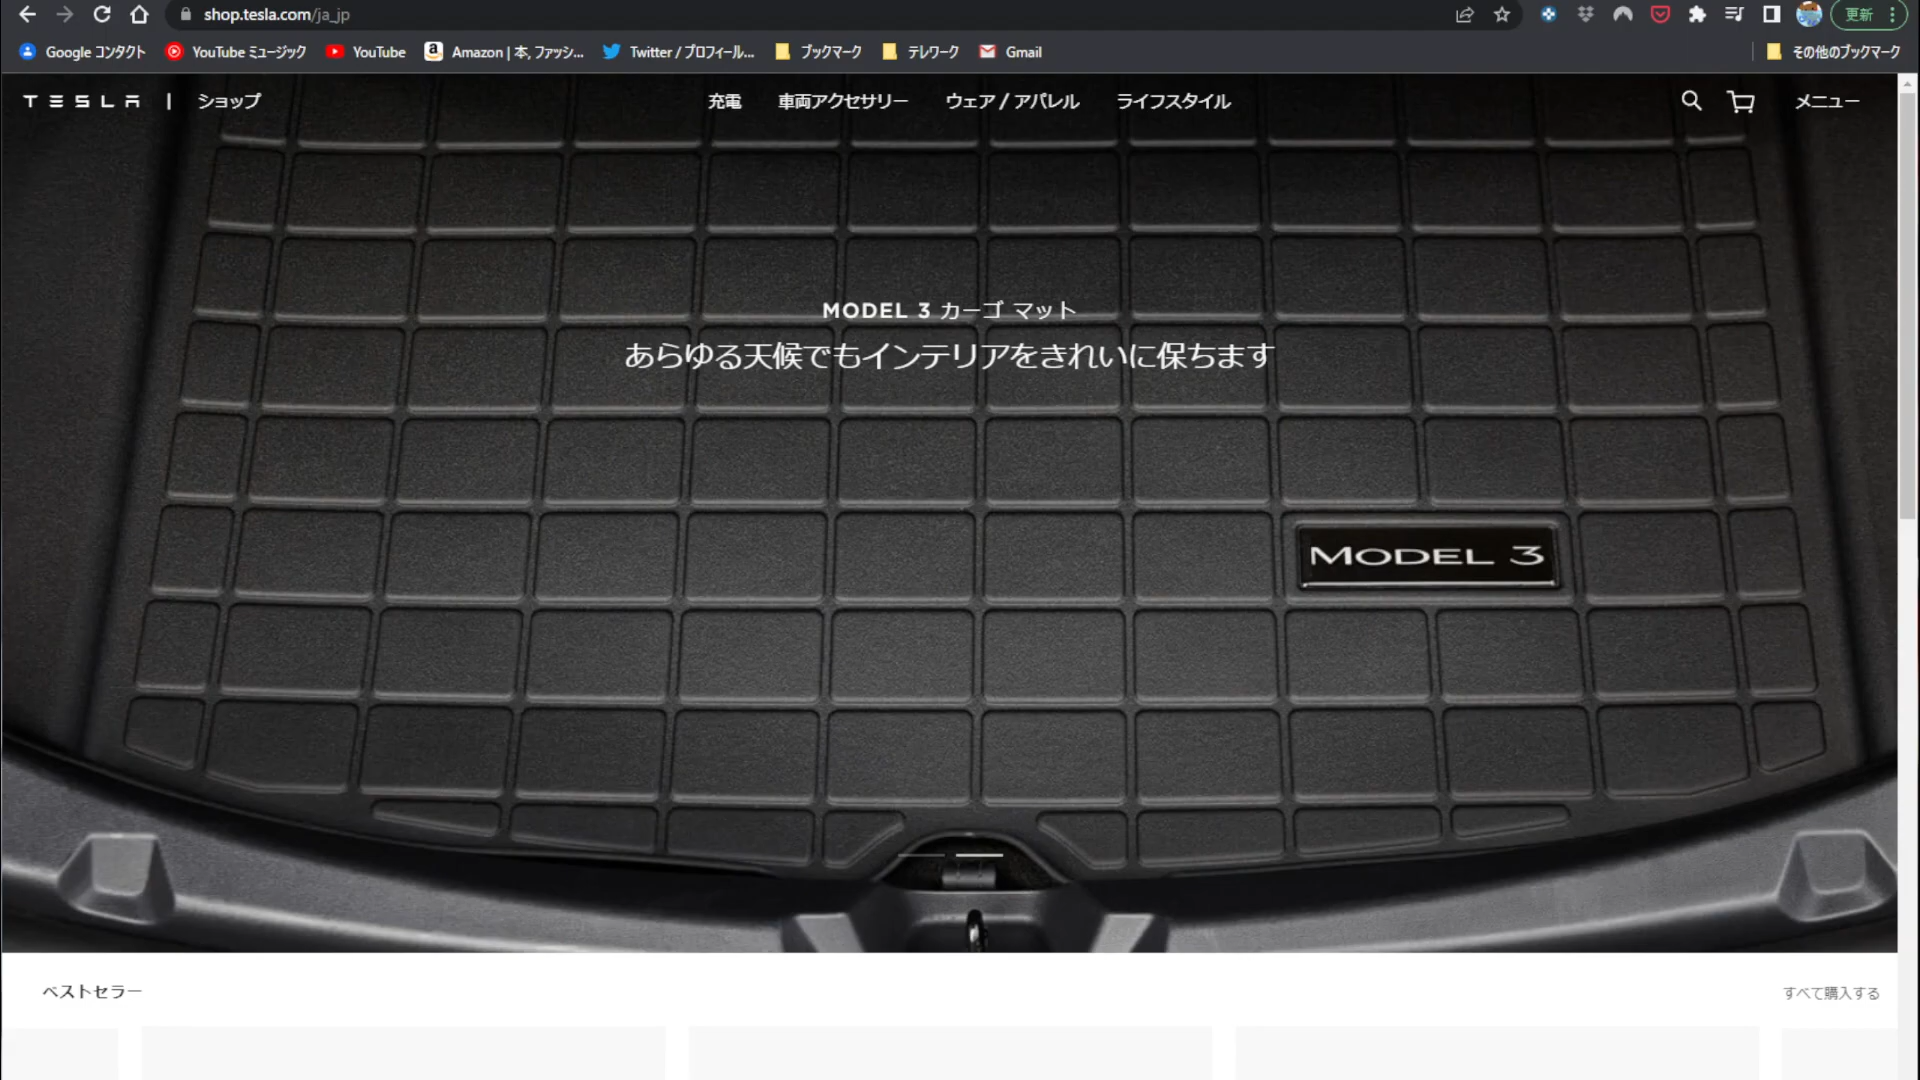 shop.tesla.com/ja_jp
更新
Google コンタクト
YouTube ミュージック
YouTube
Amazon | 本, ファッシ...
Twitter / プロフィール...
ブックマーク
テレワーク
Gmail
その他のブックマーク
TESLA | ショップ
充電
車両アクセサリー
ウェア / アパレル
ライフスタイル
メニュー
MODEL 3 カーゴ マット
あらゆる天候でもインテリアをきれいに保ちます
MODEL 3
ベストセラー
すべて購入する